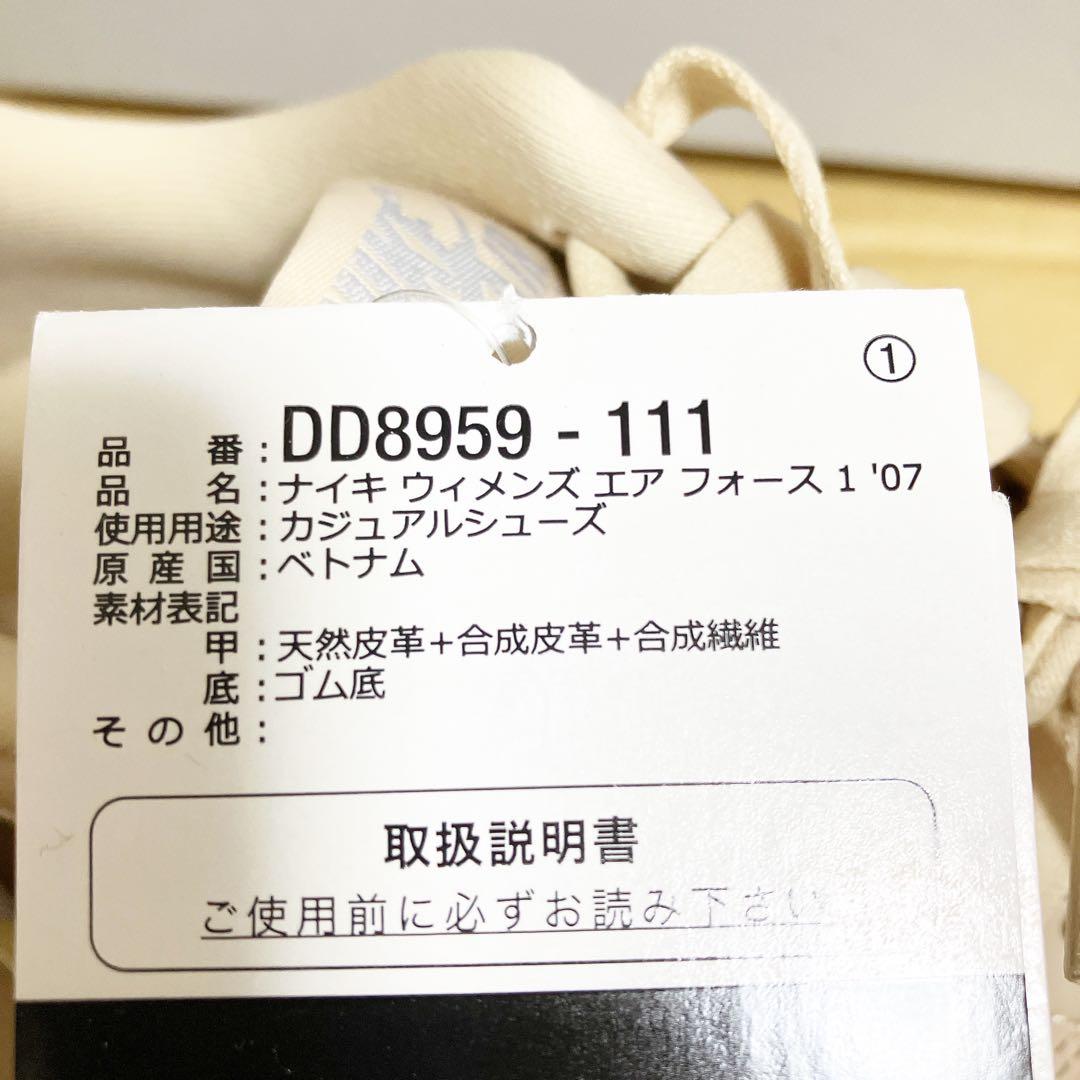 ①
品番：DD8959 - 111
品名：ナイキ ウィメンズ エア フォース 1 '07
使用用途：カジュアルシューズ
原産国：ベトナム
素材表記
甲：天然皮革+合成皮革+合成繊維
底：ゴム底
その他：
取扱説明書
ご使用前に必ずお読み下さい